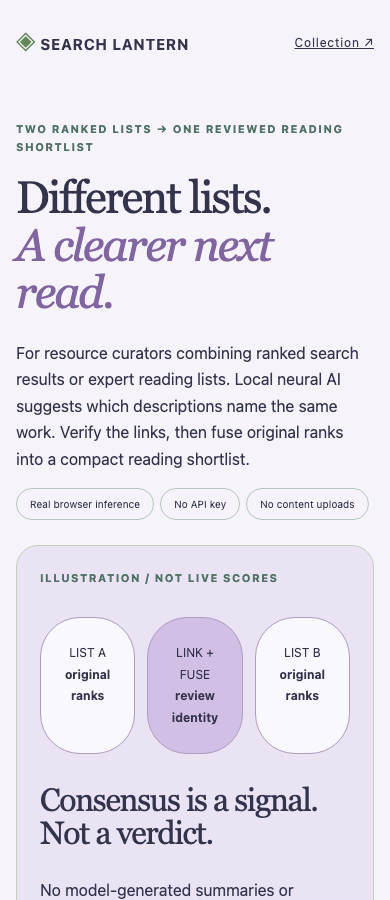 SEARCH LANTERN
Collection ↗
TWO RANKED LISTS → ONE REVIEWED READING
SHORTLIST
Different lists.
A clearer next
read.
For resource curators combining ranked search
results or expert reading lists. Local neural AI
suggests which descriptions name the same
work. Verify the links, then fuse original ranks
into a compact reading shortlist.
Real browser inference
No API key
No content uploads
ILLUSTRATION / NOT LIVE SCORES
LIST A
original
ranks
LINK +
FUSE
review
identity
LIST B
original
ranks
Consensus is a signal.
Not a verdict.
No model-generated summaries or